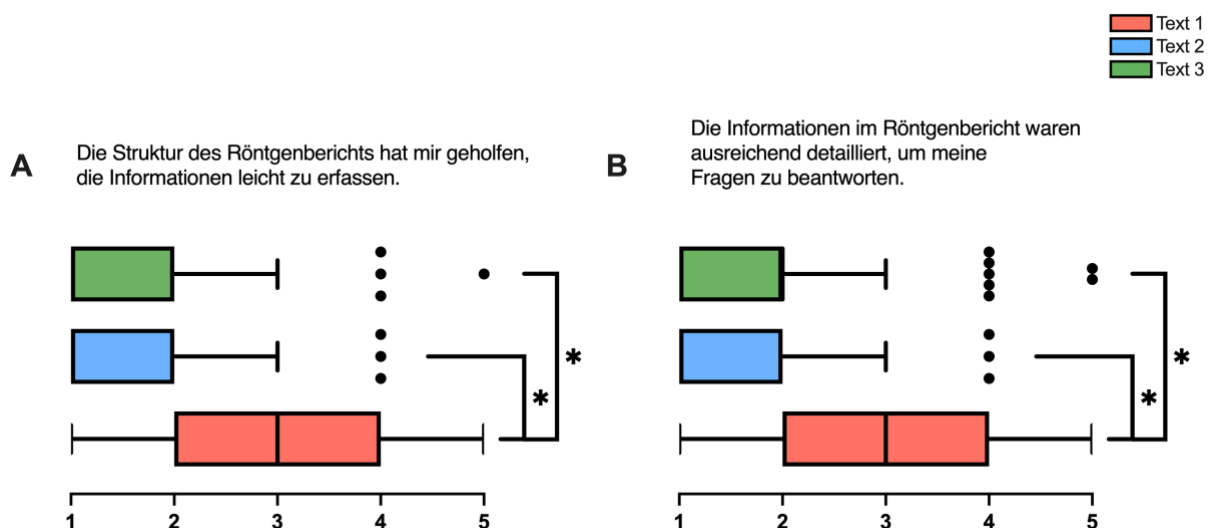 Text 1
Text 2
Text 3
A
Die Struktur des Röntgenberichts hat mir geholfen,
die Informationen leicht zu erfassen.
*
*
1 2 3 4 5
B
Die Informationen im Röntgenbericht waren
ausreichend detailliert, um meine
Fragen zu beantworten.
*
*
1 2 3 4 5